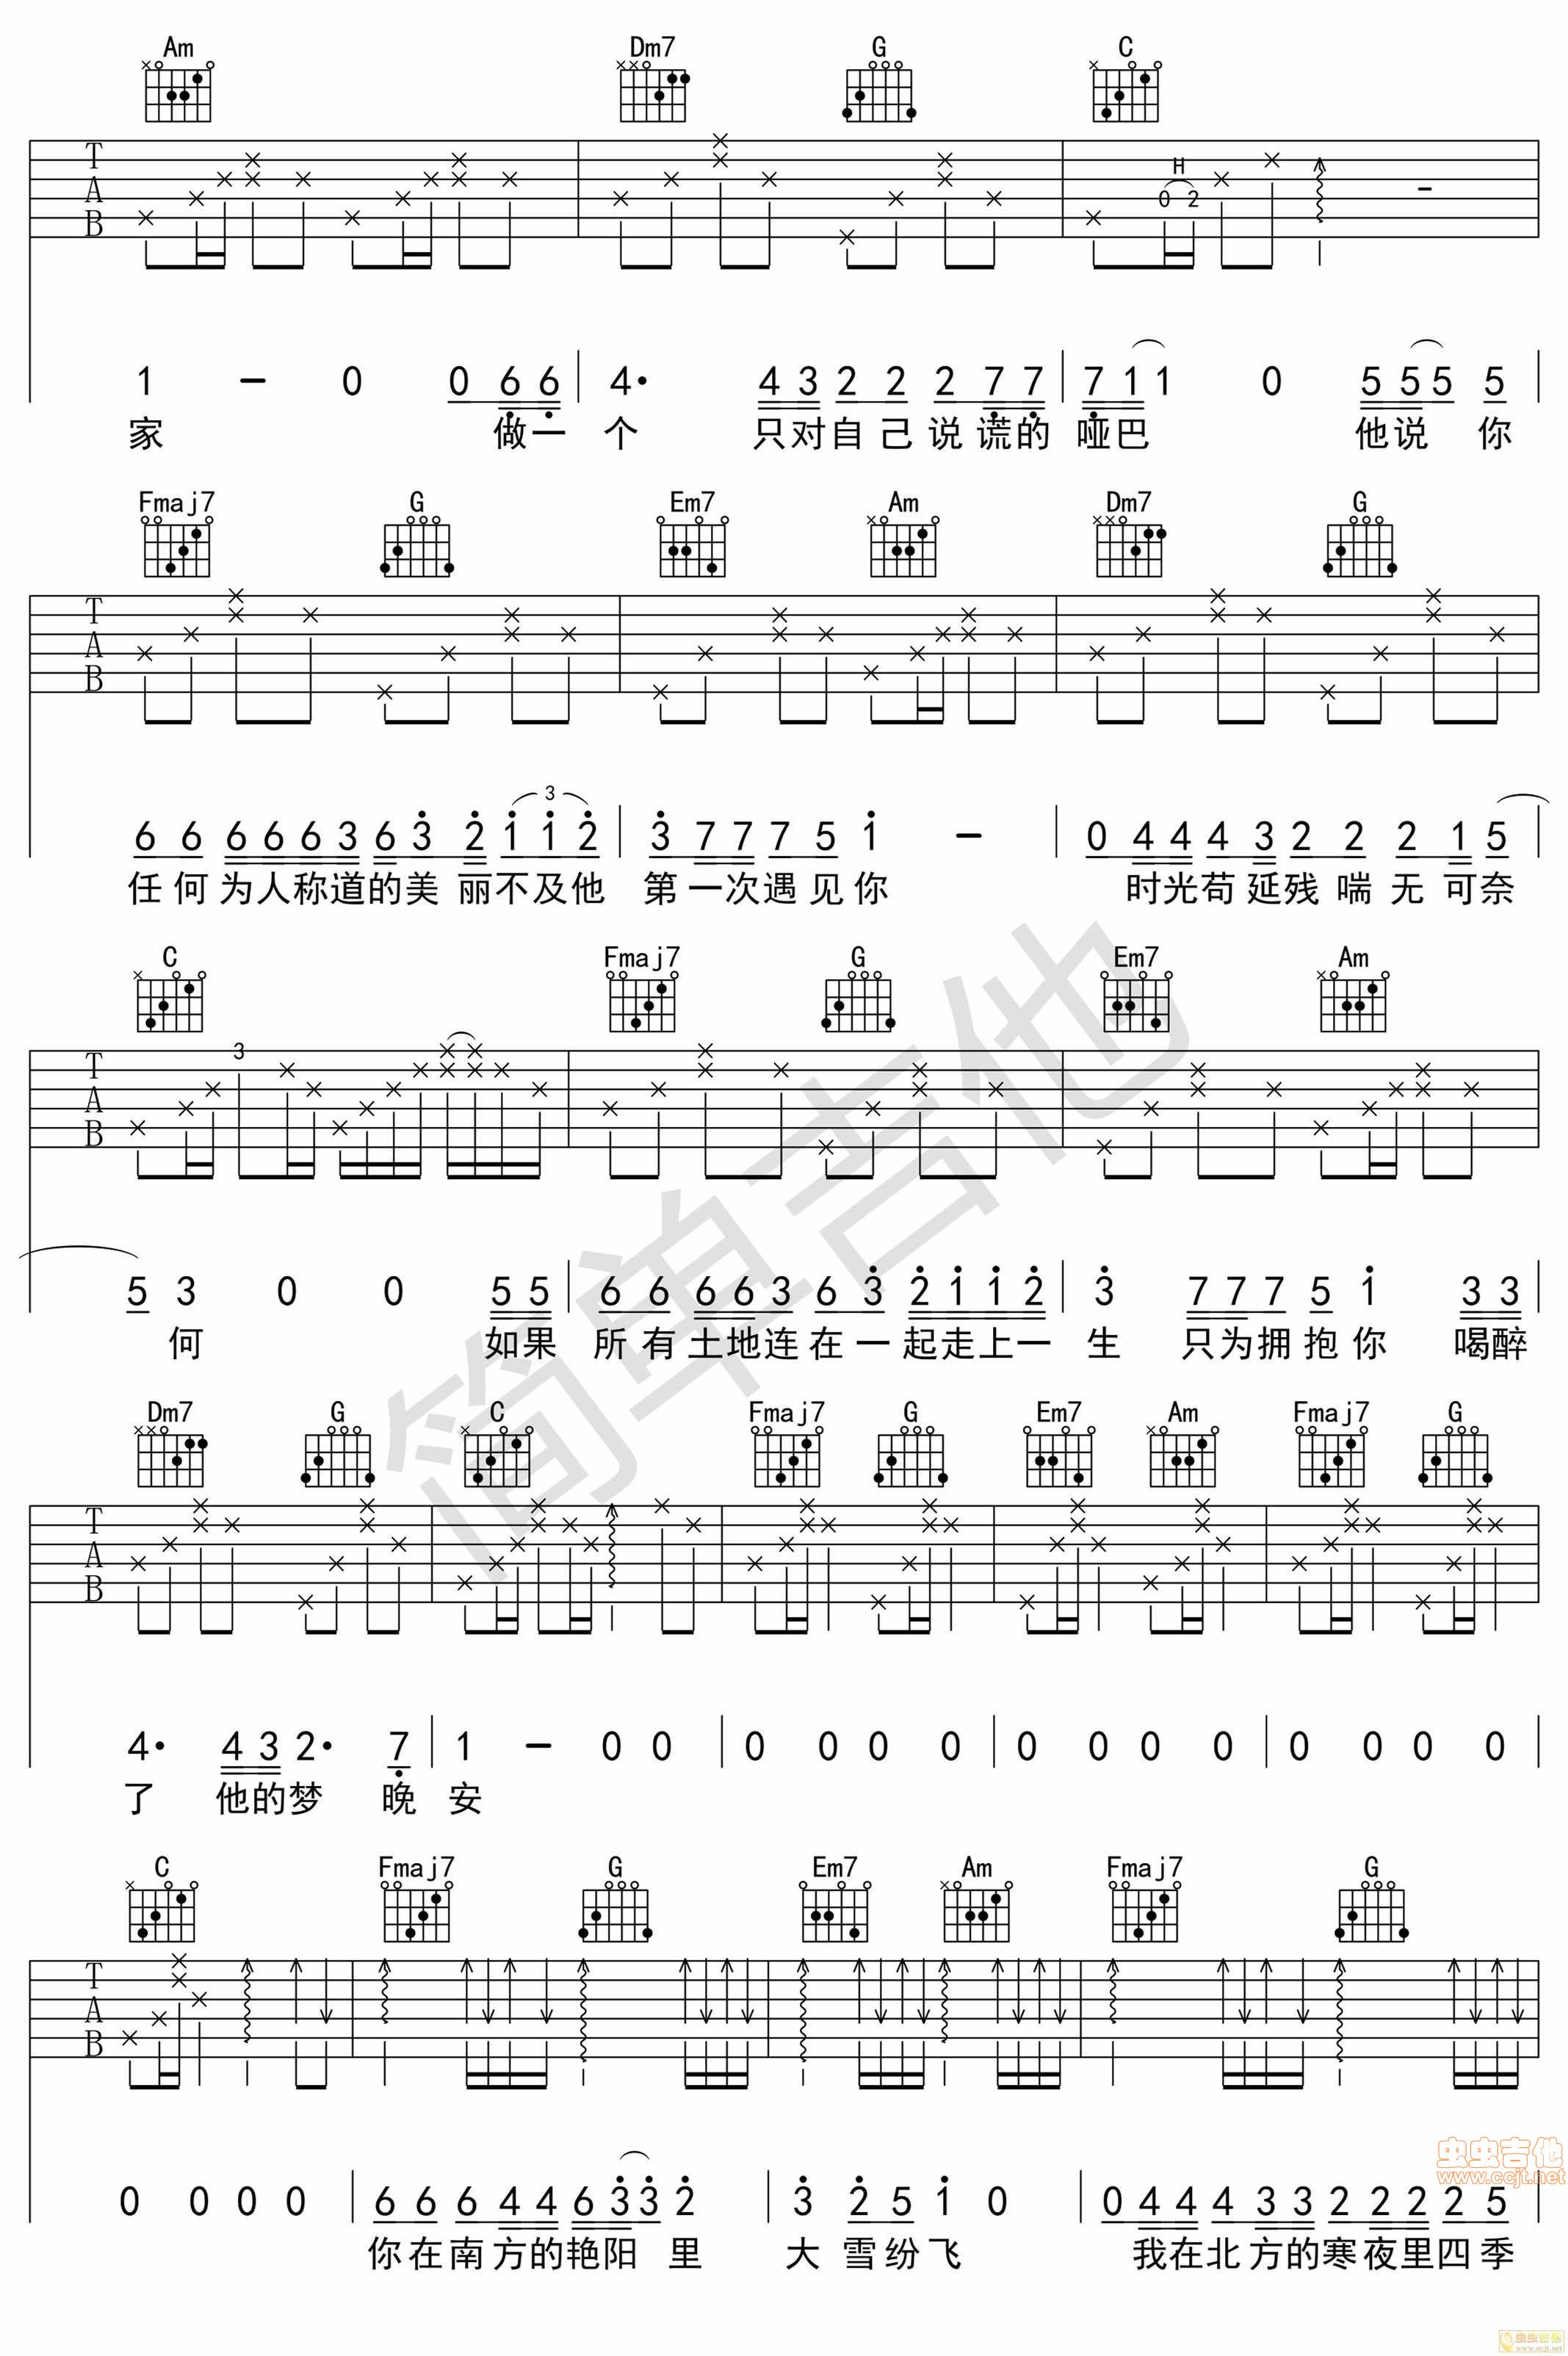 Am Dm7 G C
T A B H 0 2 -
1 - 0 0 6 6 4· 4 3 2 2 2 7 7 7 1 1 0 5 5 5 5
家 做一 个 只对自己说谎的 哑巴 他说 你
Fmaj7 G Em7 Am Dm7 G
T A B
3
6 6 6 6 6 3 6 3 2 1 1 2 3 7 7 7 5 1 - 0 4 4 4 3 2 2 2 1 5
任何为人称道的美 丽不及他 第一次遇见你 时光苟延残喘无可奈
C Fmaj7 G Em7 Am
T A B 3
5 3 0 0 5 5 6 6 6 6 3 6 3 2 1 1 2 3 7 7 7 5 1 3 3
何 如果 所有土地连在一起走上一 生 只为拥抱你 喝醉
Dm7 G C Fmaj7 G Em7 Am Fmaj7 G
T A B
4· 4 3 2· 7 1 - 0 0 0 0 0 0 0 0 0 0 0 0 0 0
了 他的梦 晚 安
C Fmaj7 G Em7 Am Fmaj7 G
T A B
0 0 0 0 6 6 6 4 4 6 3 3 2 3 2 5 1 0 0 4 4 4 3 3 2 2 2 2 5
你在南方的艳阳 里 大雪纷飞 我在北方的寒夜里四季
简单吉他
虫虫吉他
www.ccjt.net
虫虫吉他
www.ccjt.net